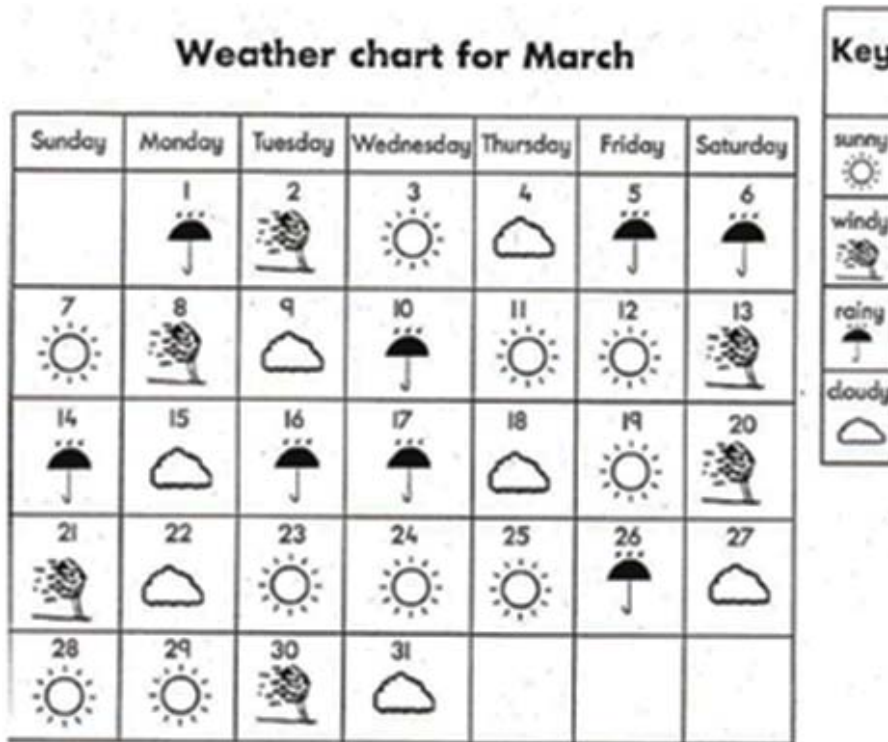 Weather chart for March
Key
Sunday Monday Tuesday Wednesday Thursday Friday Saturday
sunny
1 2 3 4 5 6
windy
7 8 9 10 11 12 13
rainy
14 15 16 17 18 19 20
cloudy
21 22 23 24 25 26 27
28 29 30 31